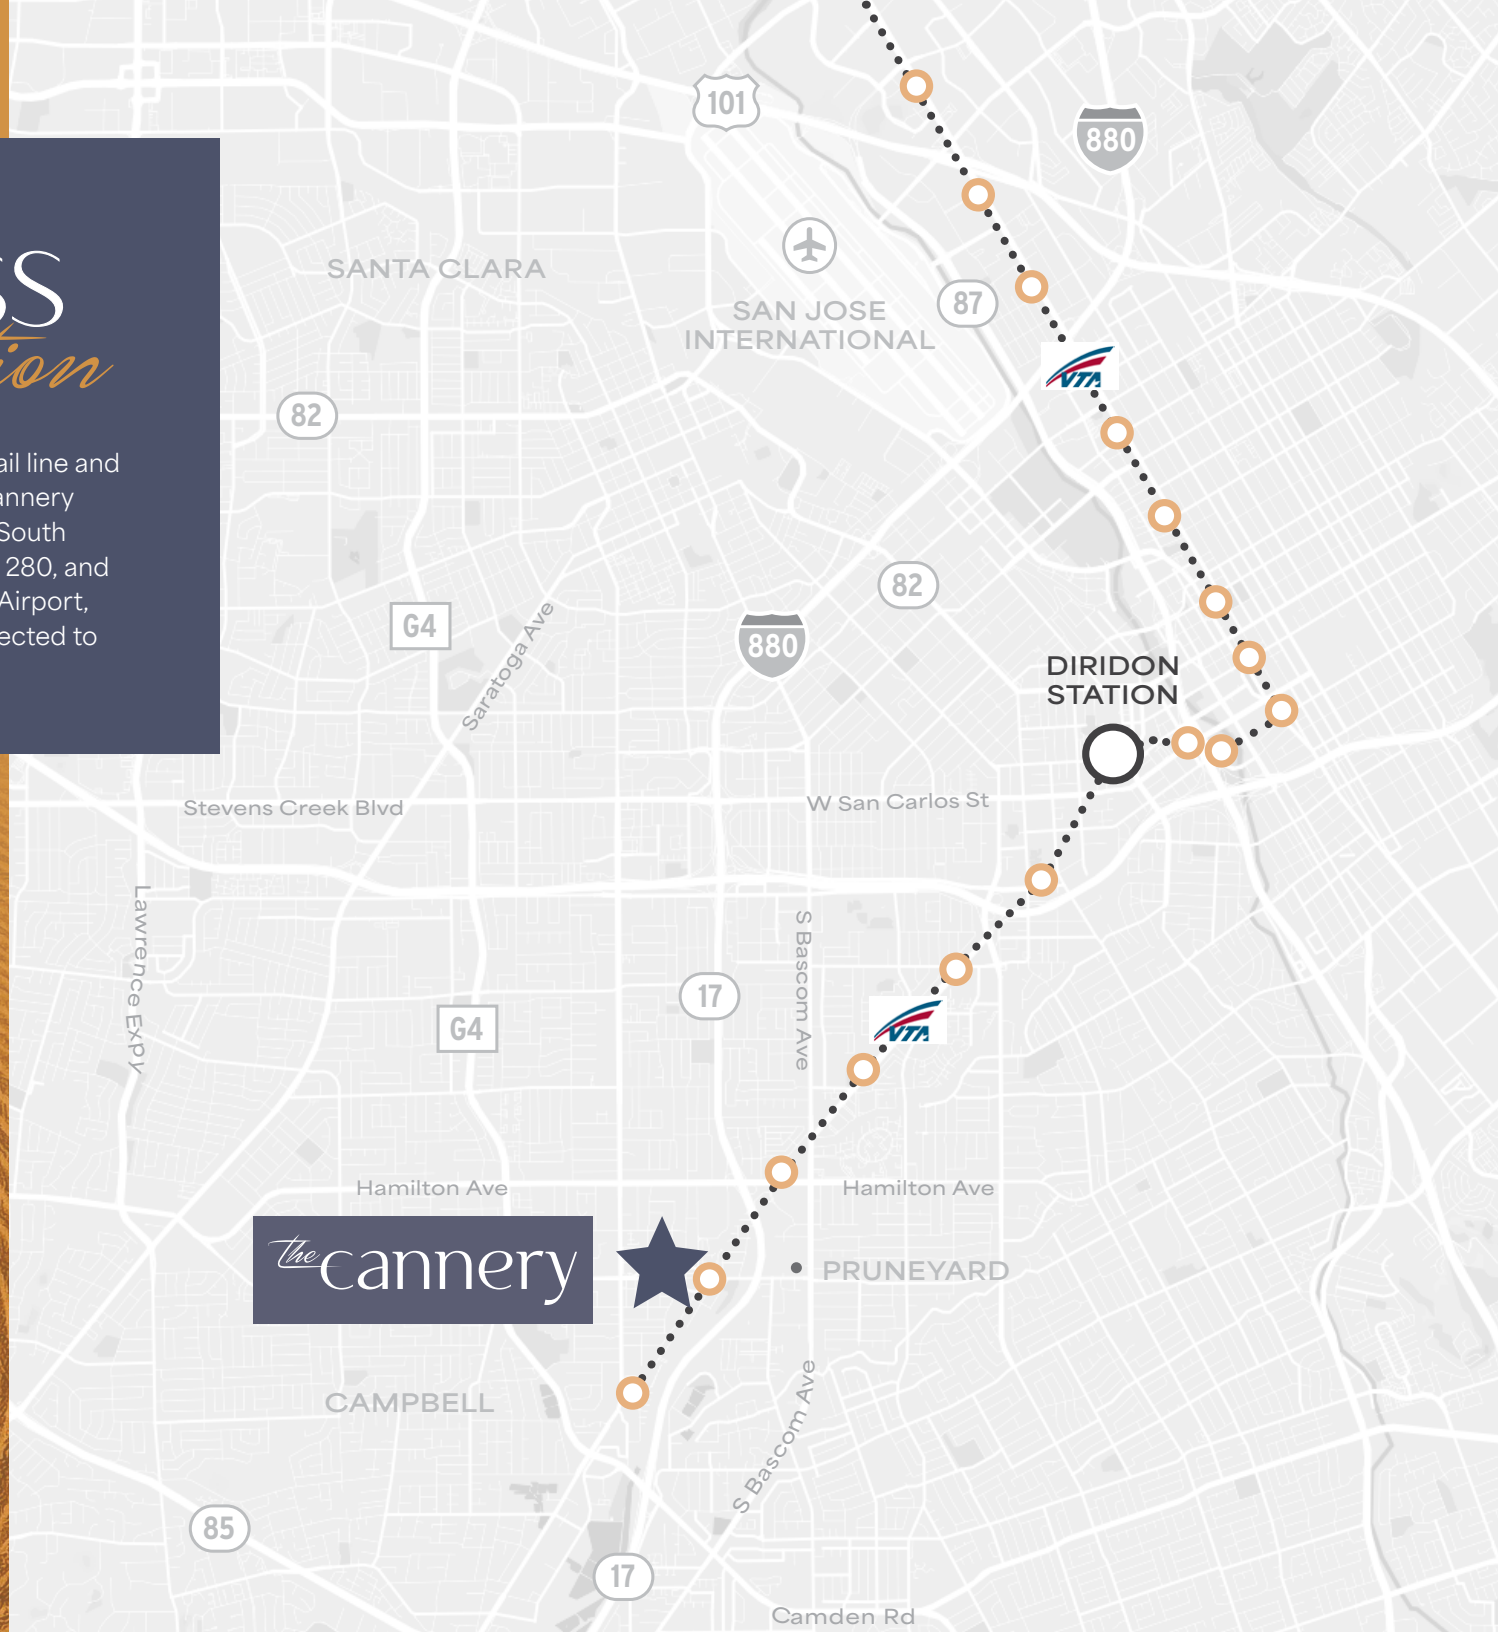 SS
ion
ail line and
annery
South
280, and
Airport,
ected to
101
880
SANTA CLARA
SAN JOSE
INTERNATIONAL
87
VTA
82
82
G4
Saratoga Ave
880
DIRIDON
STATION
Stevens Creek Blvd
W San Carlos St
Lawrence Expy
S Bascom Ave
17
VTA
G4
Hamilton Ave
Hamilton Ave
the cannery
PRUNEYARD
CAMPBELL
S Bascom Ave
85
17
Camden Rd